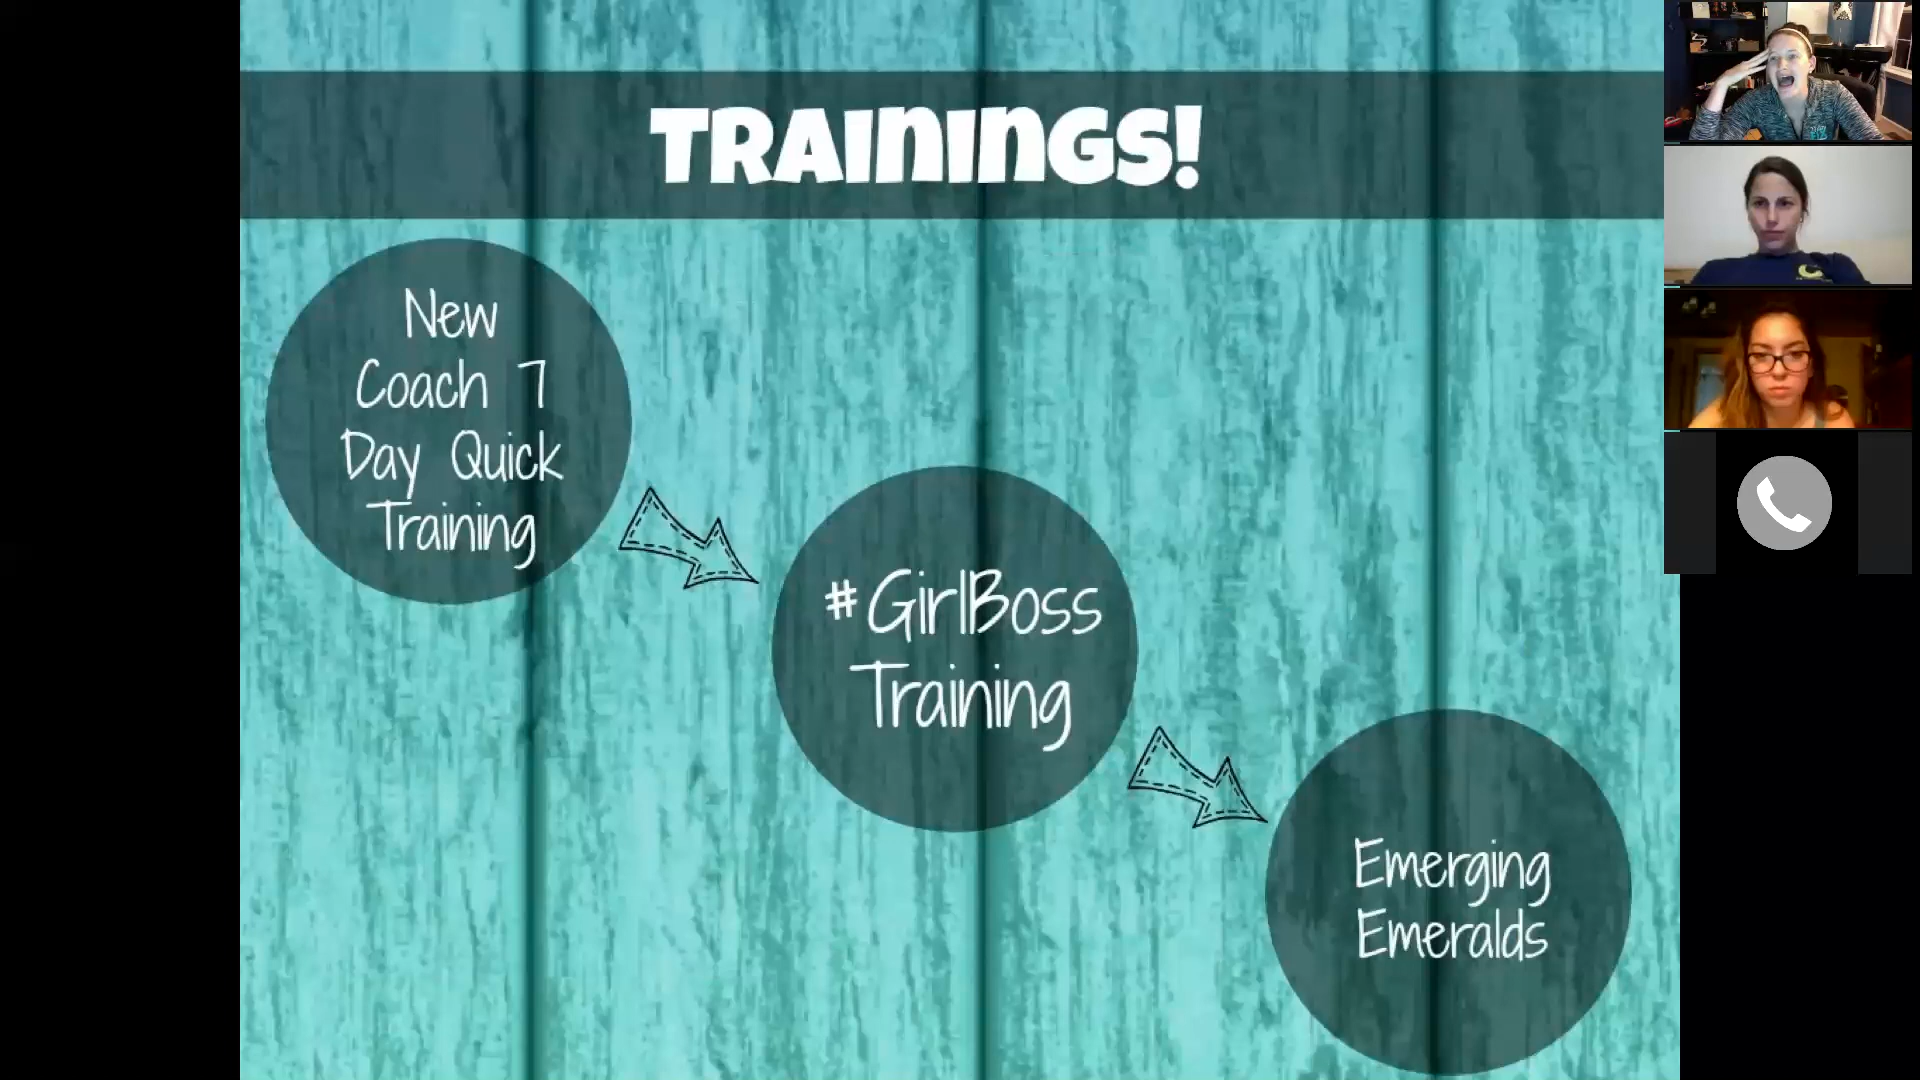 TRAININGS!
New
Coach 7
Day Quick
Training
#GirlBoss
Training
Emerging
Emeralds